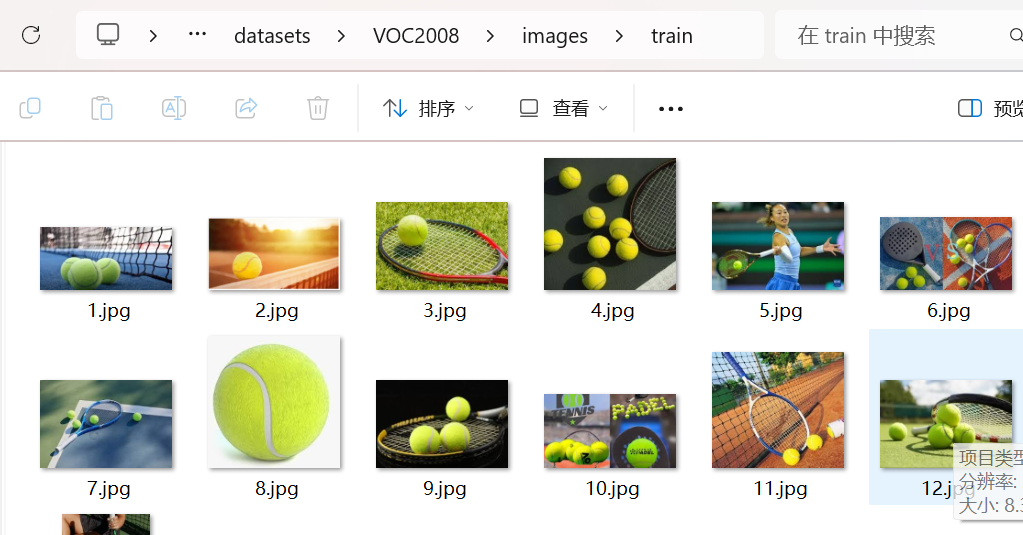 datasets > VOC2008 > images > train
在 train 中搜索
排序
查看
预览
1.jpg
2.jpg
3.jpg
4.jpg
5.jpg
6.jpg
TENNIS
PADEL
7.jpg
8.jpg
9.jpg
10.jpg
11.jpg
12.jpg
项目类型
分辨率:
大小: 8.3